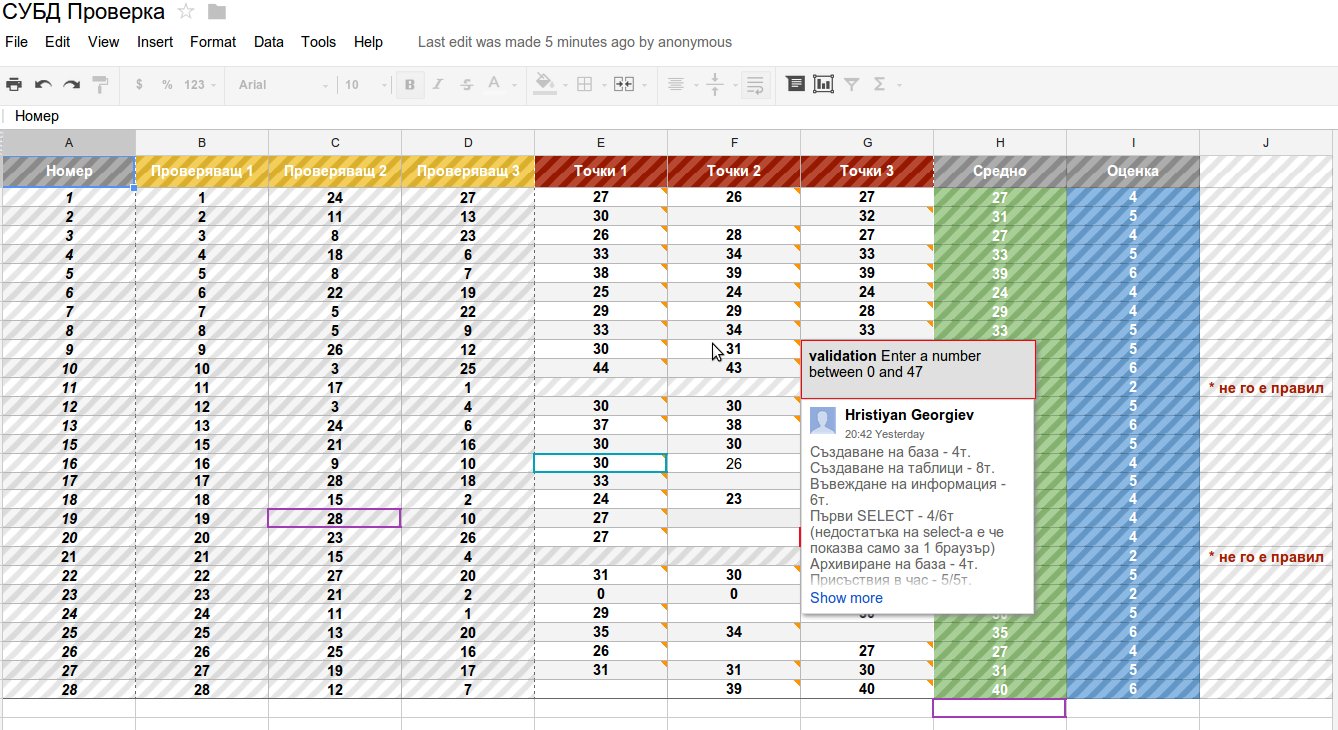 СУБД Проверка
File Edit View Insert Format Data Tools Help Last edit was made 5 minutes ago by anonymous
$ % 123 Arial 10 B I S A Σ
Номер
A B C D E F G H I J
Номер Проверяващ 1 Проверяващ 2 Проверяващ 3 Точки 1 Точки 2 Точки 3 Средно Оценка
1 1 24 27 27 26 27 27 4
2 2 11 13 30 32 31 5
3 3 8 23 26 28 27 27 4
4 4 18 6 33 34 33 33 5
5 5 8 7 38 39 39 39 6
6 6 22 19 25 24 24 24 4
7 7 5 22 29 29 28 29 4
8 8 5 9 33 34 33 33 5
9 9 26 12 30 31 5
10 10 3 25 44 43 6
11 11 17 1 2 * не го е правил
12 12 3 4 30 30 5
13 13 24 6 37 38 6
15 15 21 16 30 30 5
16 16 9 10 30 26 4
17 17 28 18 33 5
18 18 15 2 24 23 4
19 19 28 10 27 4
20 20 23 26 27 4
21 21 15 4 2 * не го е правил
22 22 27 20 31 30 5
23 23 21 2 0 0 2
24 24 11 1 29 5
25 25 13 20 35 34 35 6
26 26 25 16 26 27 27 4
27 27 19 17 31 31 30 31 5
28 28 12 7 39 40 40 6
validation Enter a number
between 0 and 47
Hristiyan Georgiev
20:42 Yesterday
Създаване на база - 4т.
Създаване на таблици - 8т.
Въвеждане на информация -
6т.
Първи SELECT - 4/6т
(недостатъка на select-а е че
показва само за 1 браузър)
Архивиране на база - 4т.
Присъствия в час - 5/5т.
Show more